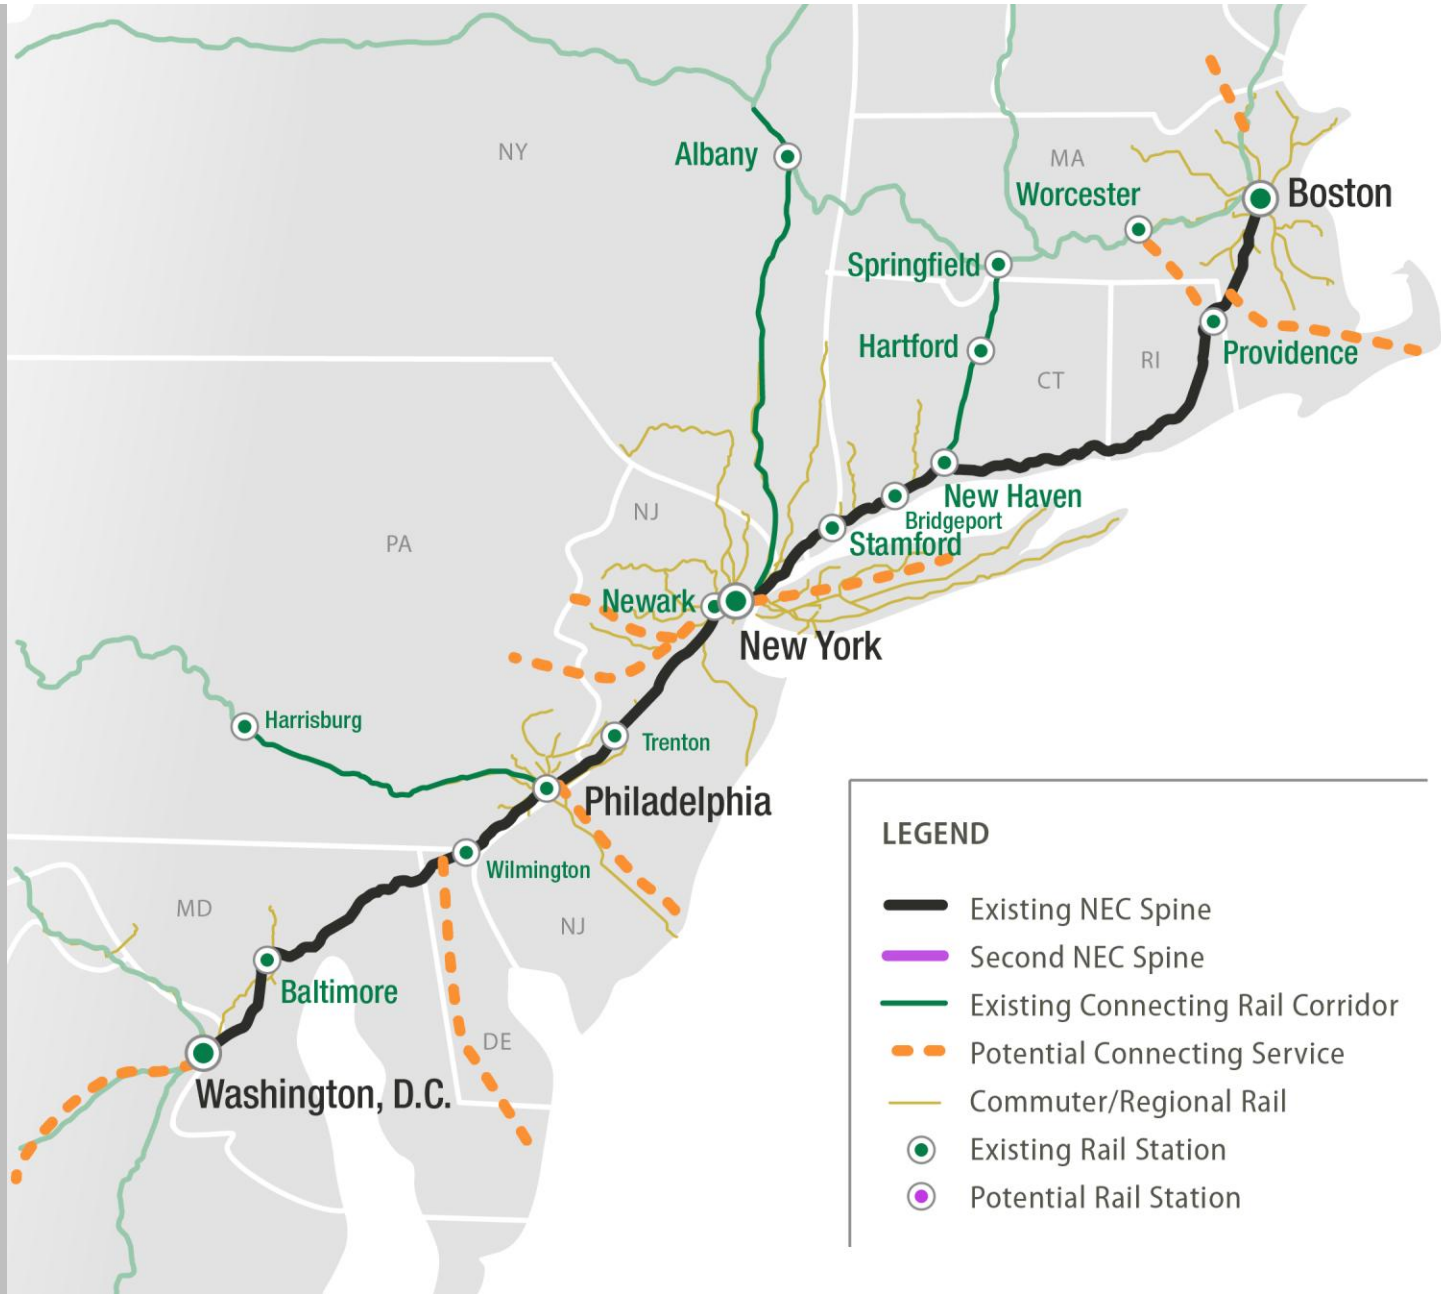 NY
Albany
MA
Worcester
Boston
Springfield
Hartford
CT
RI
Providence
New Haven
Bridgeport
Stamford
NJ
PA
Newark
New York
Harrisburg
Trenton
Philadelphia
Wilmington
MD
NJ
Baltimore
DE
Washington, D.C.
LEGEND
Existing NEC Spine
Second NEC Spine
Existing Connecting Rail Corridor
Potential Connecting Service
Commuter/Regional Rail
Existing Rail Station
Potential Rail Station